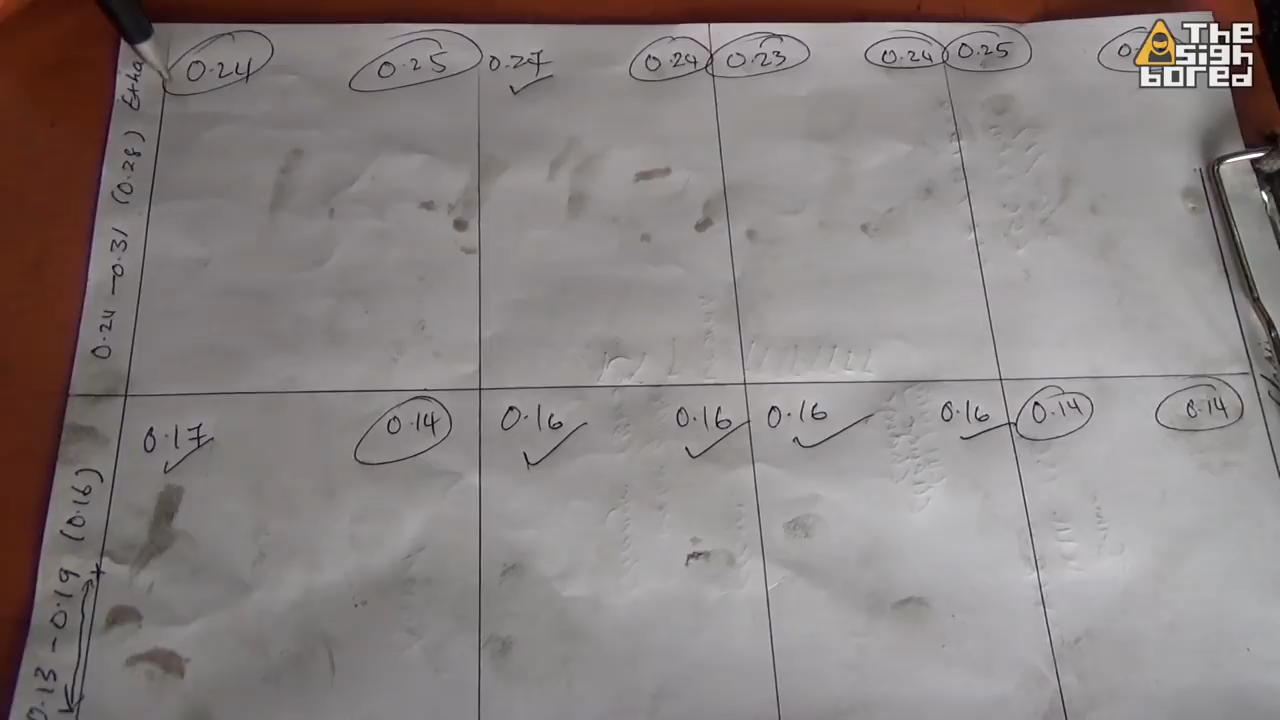 0.24 0.25 0.27 0.24 0.23 0.24 0.25
0.24 – 0.31 (0.28)
0.17 0.14 0.16 0.16 0.16 0.16 0.14 0.14
0.13 – 0.19 (0.16)
The
sigh
bored